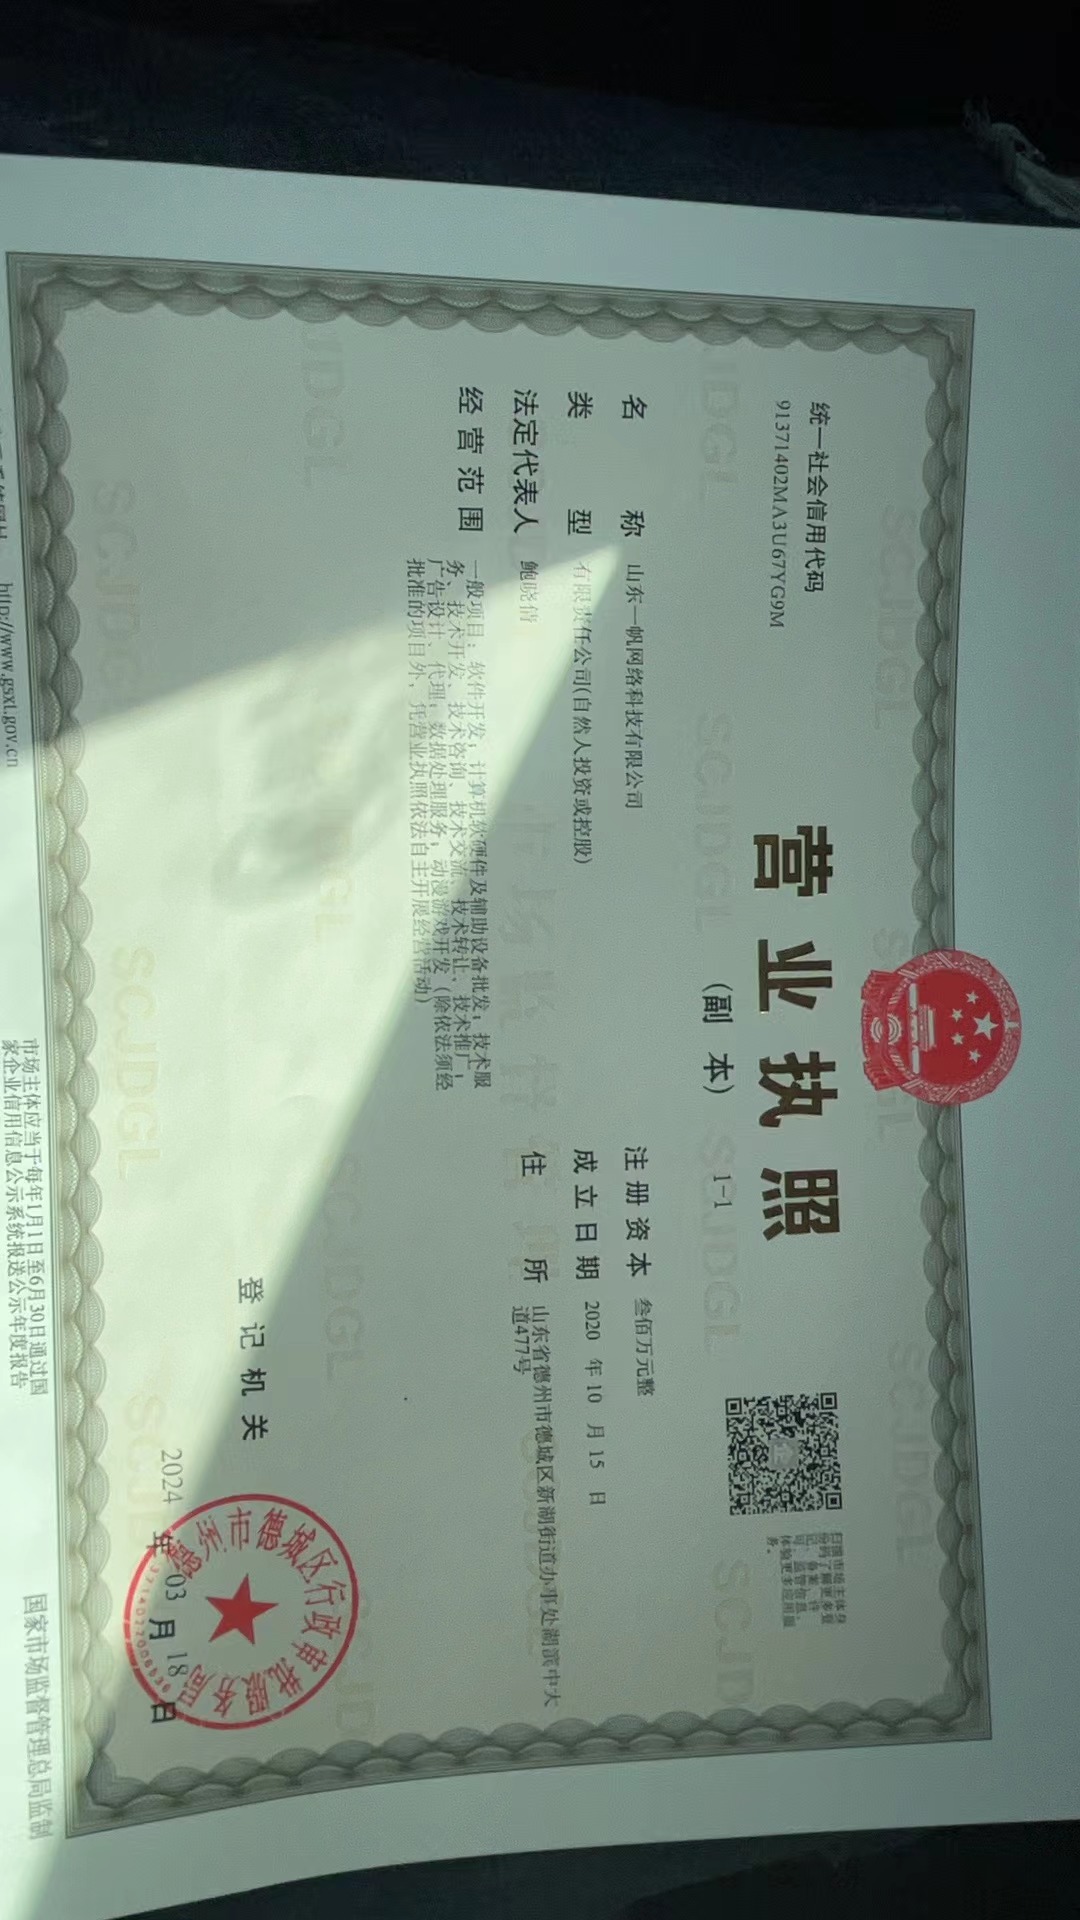 统一社会信用代码
91371402MA3U67YG9M
营业执照
(副 本) 1-1
扫描市场主体身
份码了解更多登
记、备案、许
可、监管信息，
体验更多应用服
务。
名 称 山东一帆网络科技有限公司
类 型 有限责任公司(自然人投资或控股)
法定代表人 鲍晓倩
经营范围 一般项目：软件开发；计算机软硬件及辅助设备批发；技术服
务、技术开发、技术咨询、技术交流、技术转让、技术推广；
广告设计、代理；数据处理服务；动漫游戏开发（除依法须经
批准的项目外，凭营业执照依法自主开展经营活动）
注册资本 叁佰万元整
成立日期 2020 年 10 月 15 日
住 所 山东省德州市德城区新湖街道办事处湖滨中大
道477号
登记机关
德州市德城区行政审批服务局
2024 年 03 月 18 日
http://www.gsxt.gov.cn
市场主体应当于每年1月1日至6月30日通过国
家企业信用信息公示系统报送公示年度报告
国家市场监督管理总局监制
SCJDGL
市场监督管理